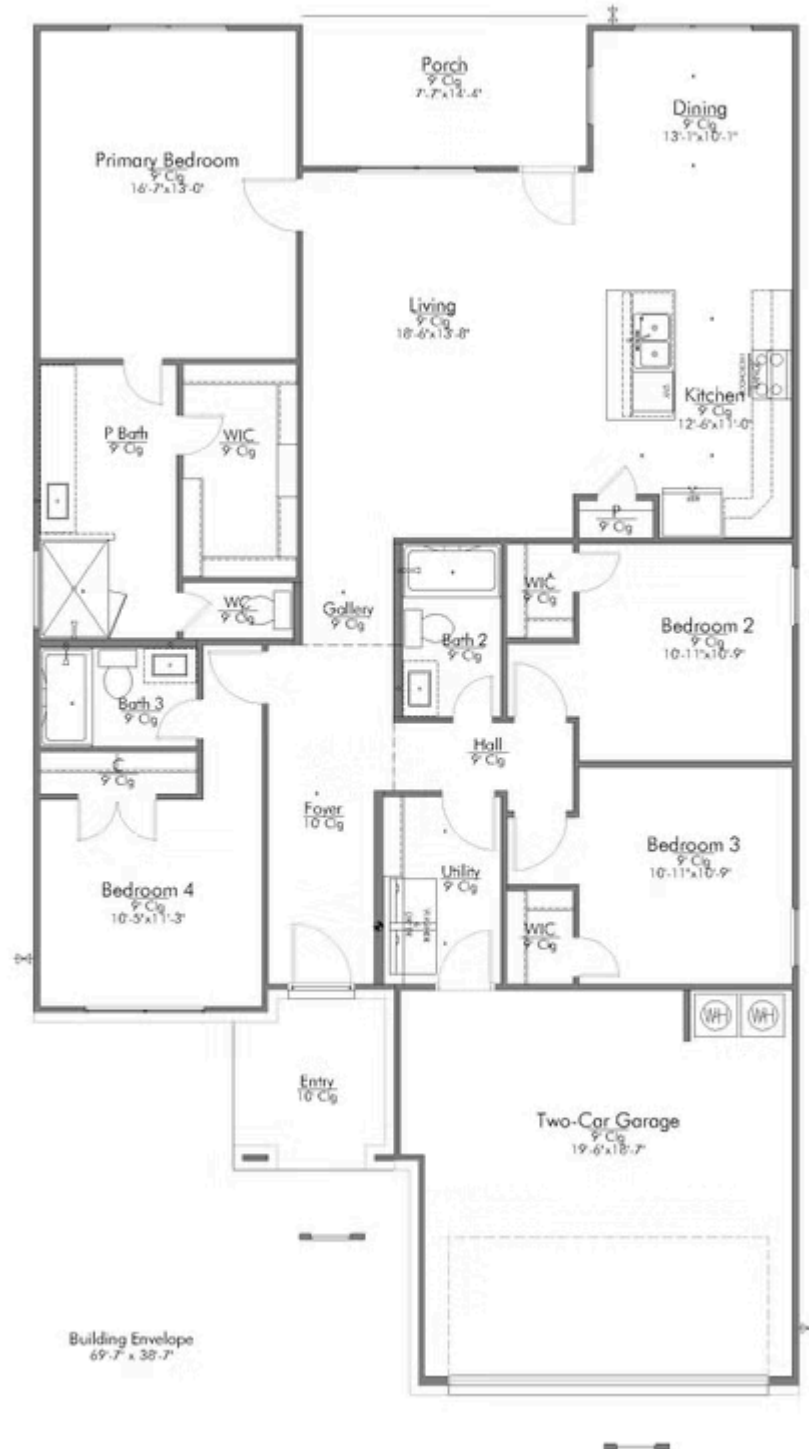 Porch
9' Clg
7'-7"x14'-4"
Dining
9' Clg
13'-1"x10'-1"
Primary Bedroom
9' Clg
16'-7"x13'-0"
Living
9' Clg
18'-6"x13'-8"
Kitchen
9' Clg
12'-6"x11'-0"
P Bath
9' Clg
WIC
9' Clg
P
9' Clg
WC
9' Clg
Gallery
9' Clg
Bath 2
9' Clg
WIC
9' Clg
Bedroom 2
9' Clg
10'-11"x10'-9"
Bath 3
9' Clg
Hall
9' Clg
C
9' Clg
Foyer
10' Clg
Bedroom 3
9' Clg
10'-11"x10'-9"
Utility
9' Clg
Bedroom 4
9' Clg
10'-5"x11'-3"
WIC
9' Clg
WH
WH
Entry
10' Clg
Two-Car Garage
9' Clg
19'-6"x18'-7"
Building Envelope
69'-7" x 38'-7"